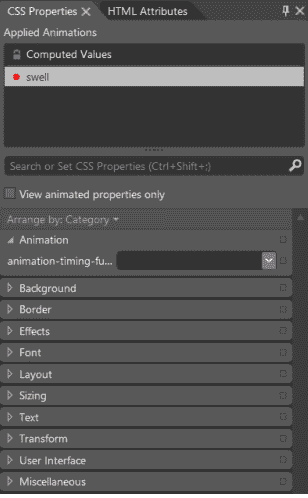 CSS Properties HTML Attributes
Applied Animations
Computed Values
swell
Search or Set CSS Properties (Ctrl+Shift+;)
View animated properties only
Arrange by: Category
Animation
animation-timing-fu...
Background
Border
Effects
Font
Layout
Sizing
Text
Transform
User Interface
Miscellaneous